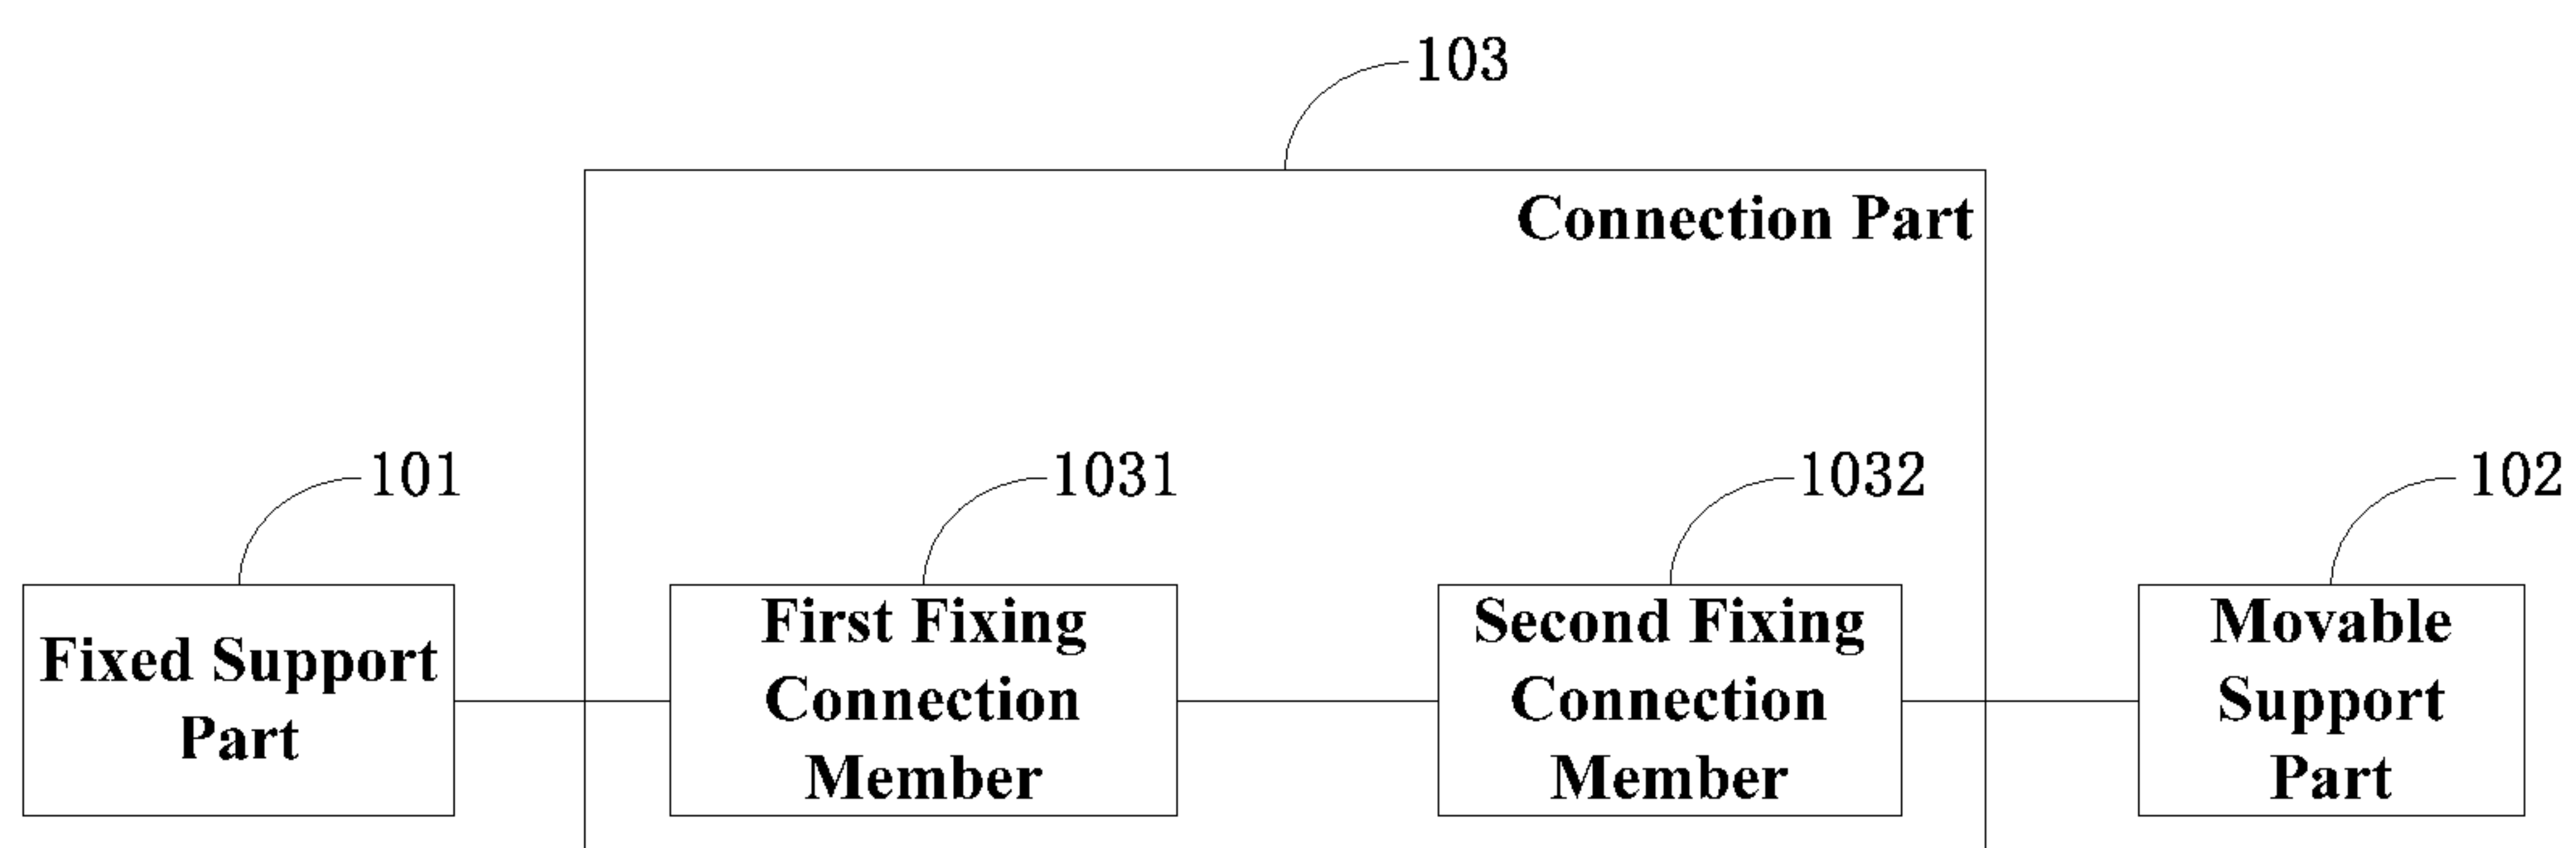 103
Connection Part
101
1031
1032
102
Fixed Support
Part
First Fixing
Connection
Member
Second Fixing
Connection
Member
Movable
Support
Part